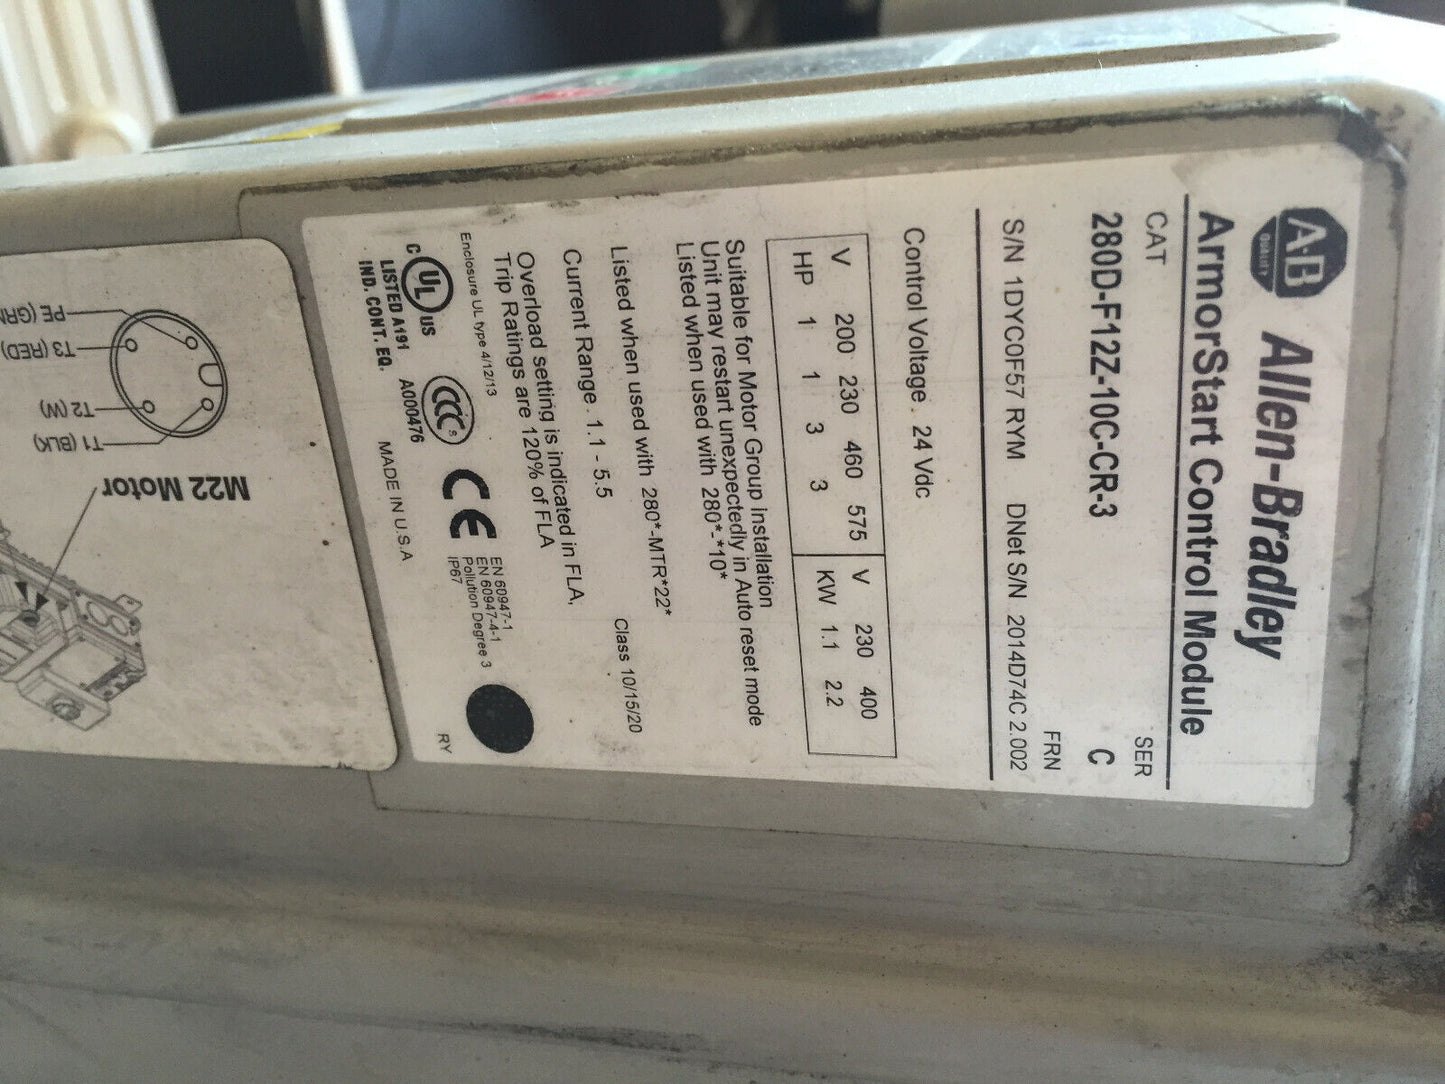 AB
QUALITY
Allen-Bradley
ArmorStart Control Module
CAT SER
280D-F12Z-10C-CR-3 C
FRN
S/N 1DYC0F57 RYM DNet S/N 2014D74C 2.002
Control Voltage . 24 Vdc
V 200 230 460 575 V 230 400
HP 1 1 3 3 KW 1.1 2.2
Suitable for Motor Group Installation
Unit may restart unexpectedly in Auto reset mode
Listed when used with 280*-*10*
Listed when used with 280*-MTR*22*
Class 10/15/20
Current Range . 1.1 - 5.5
Overload setting is indicated in FLA,
Trip Ratings are 120% of FLA
Enclosure UL type 4/12/13
C UL US
LISTED A191
IND. CONT. EQ.
CCC S
A000476
CE
EN 60947-1
EN 60947-4-1
Pollution Degree 3
IP67
MADE IN U.S.A
RY
M22 Motor
T1 (BLK)
T2 (W)
T3 (RED)
PE (GRN